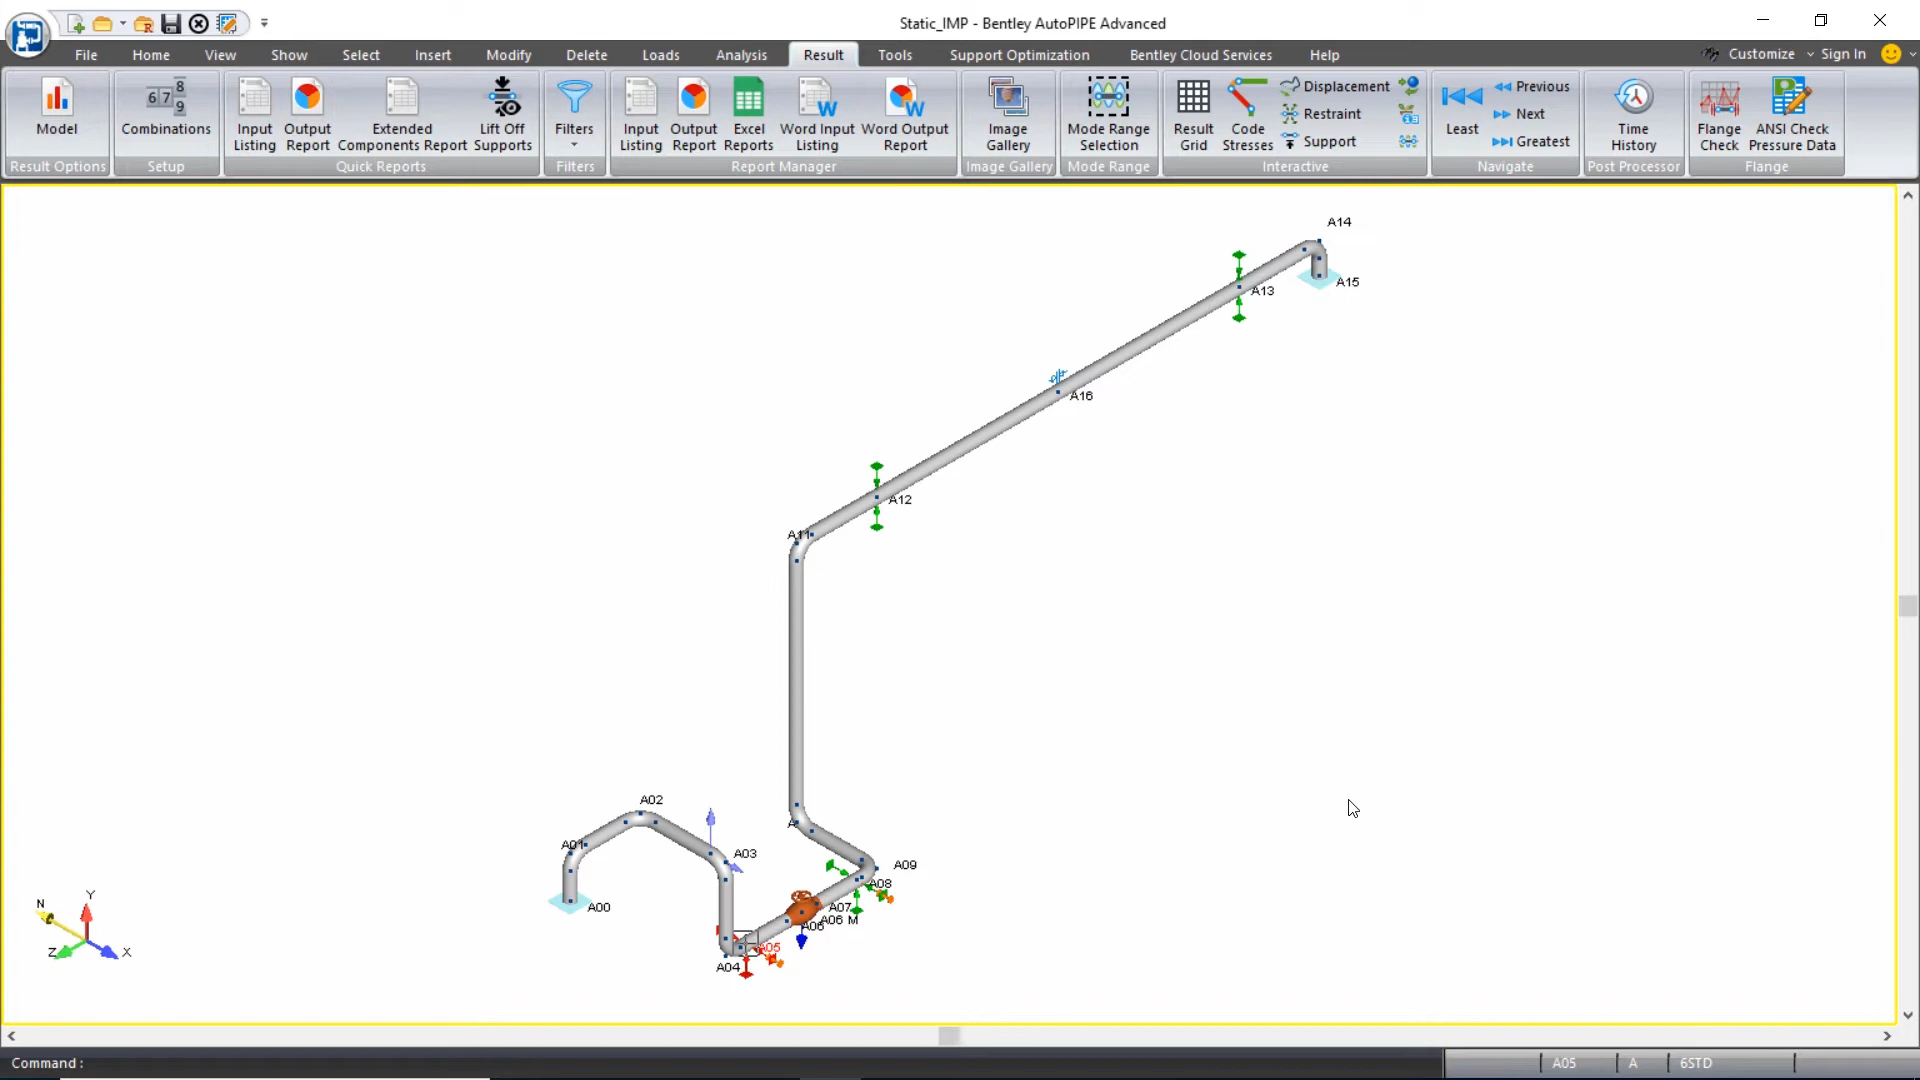 Static_IMP - Bentley AutoPIPE Advanced
File Home View Show Select Insert Modify Delete Loads Analysis Result Tools Support Optimization Bentley Cloud Services Help Customize Sign In
Model
Result Options
6 7 8 9
Combinations
Setup
Input Listing
Output Report
Extended Components Report
Lift Off Supports
Quick Reports
Filters
Filters
Input Listing
Output Report
Excel Reports
Word Input Listing
Word Output Report
Report Manager
Image Gallery
Image Gallery
Mode Range Selection
Mode Range
Result Grid
Code Stresses
Displacement
Restraint
Support
Interactive
Least
Previous
Next
Greatest
Navigate
Time History
Post Processor
Flange Check
ANSI Check Pressure Data
Flange
A14
A15
A13
A16
A12
A11
A
A02
A01
A03
A09
A08
A00
A07
A06 M
A06
A05
A04
N
Y
Z
X
Command :
A05 A 6STD